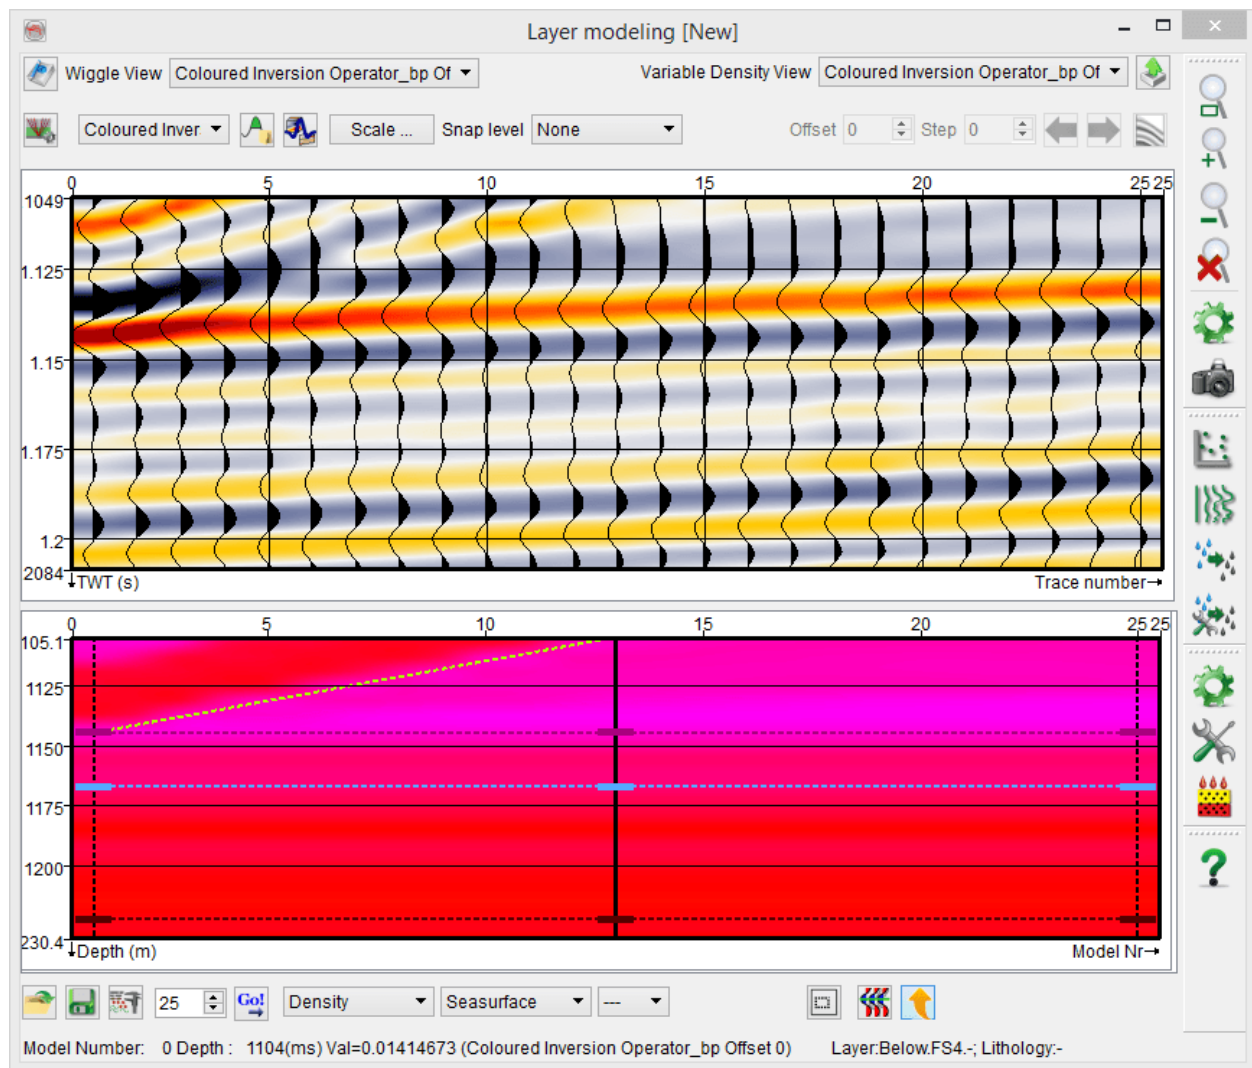 Layer modeling [New]
Wiggle View Coloured Inversion Operator_bp Of Variable Density View Coloured Inversion Operator_bp Of
Coloured Inver Scale ... Snap level None Offset 0 Step 0
0 5 10 15 20 25 25
1049
1.125
1.15
1.175
1.2
2084 TWT (s) Trace number
0 5 10 15 20 25 25
105.1
1125
1150
1175
1200
230.4 Depth (m) Model Nr
25 Go! Density Seasurface ---
Model Number: 0 Depth : 1104(ms) Val=0.01414673 (Coloured Inversion Operator_bp Offset 0) Layer:Below.FS4.-; Lithology:-